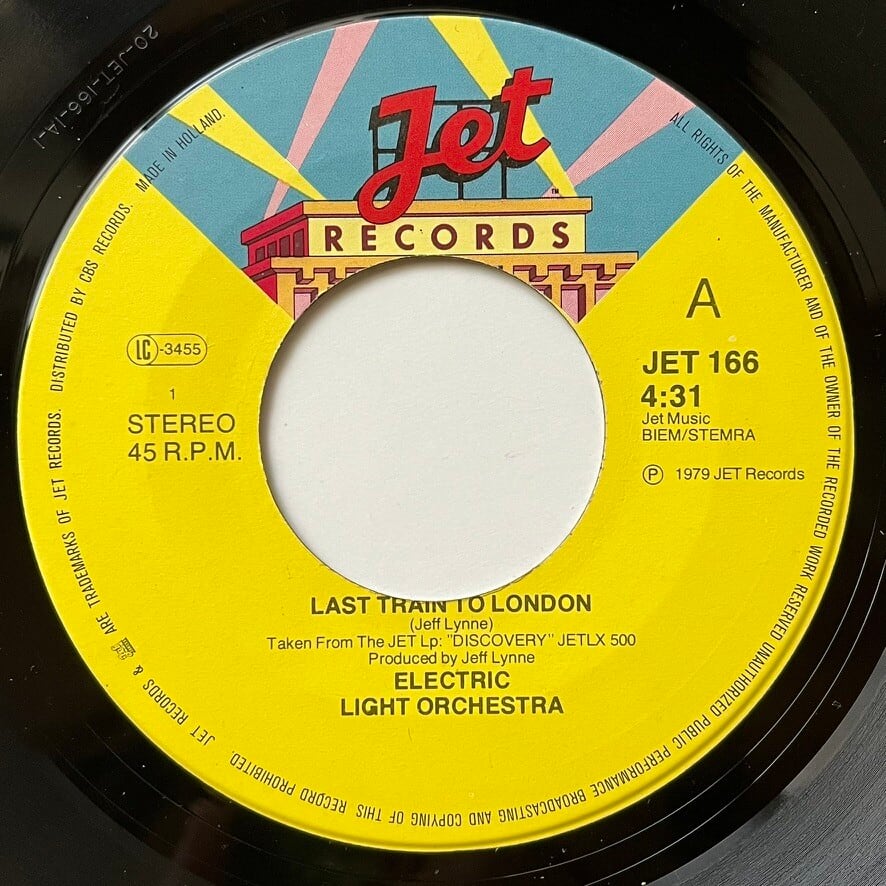 20-JET-166-1A-1
Jet
TM
RECORDS
MADE IN HOLLAND.
DISTRIBUTED BY CBS RECORDS.
JET RECORDS & ARE TRADEMARKS OF JET RECORDS.
ALL RIGHTS OF THE MANUFACTURER AND OF THE OWNER OF THE RECORDED WORK RESERVED UNAUTHORIZED PUBLIC PERFORMANCE BROADCASTING AND COPYING OF THIS RECORD PROHIBITED.
LC-3455
1
STEREO
45 R.P.M.
A
JET 166
4:31
Jet Music
BIEM/STEMRA
℗ 1979 JET Records
LAST TRAIN TO LONDON
(Jeff Lynne)
Taken From The JET Lp: "DISCOVERY" JETLX 500
Produced by Jeff Lynne
ELECTRIC
LIGHT ORCHESTRA